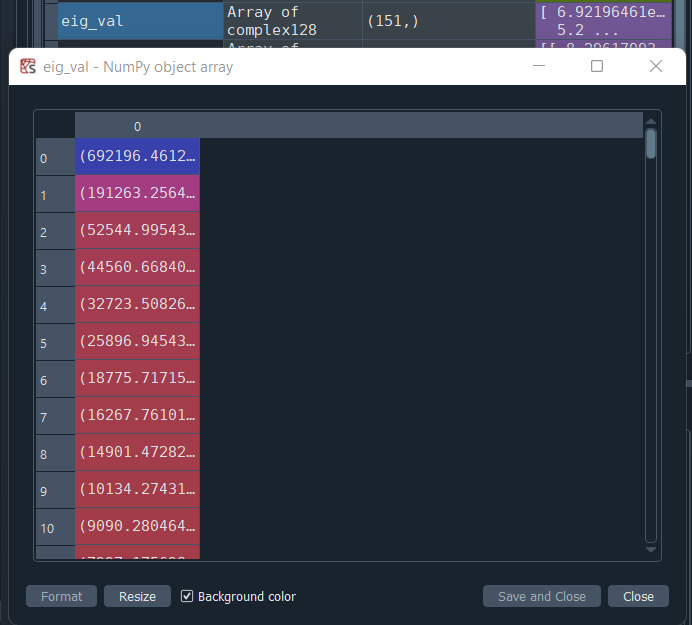 eig_val
Array of
complex128
(151,)
[ 6.92196461e…
5.2 ...
eig_val - NumPy object array
0
0 (692196.4612…
1 (191263.2564…
2 (52544.99543…
3 (44560.66840…
4 (32723.50826…
5 (25896.94543…
6 (18775.71715…
7 (16267.76101…
8 (14901.47282…
9 (10134.27431…
10 (9090.280464…
Format Resize Background color Save and Close Close